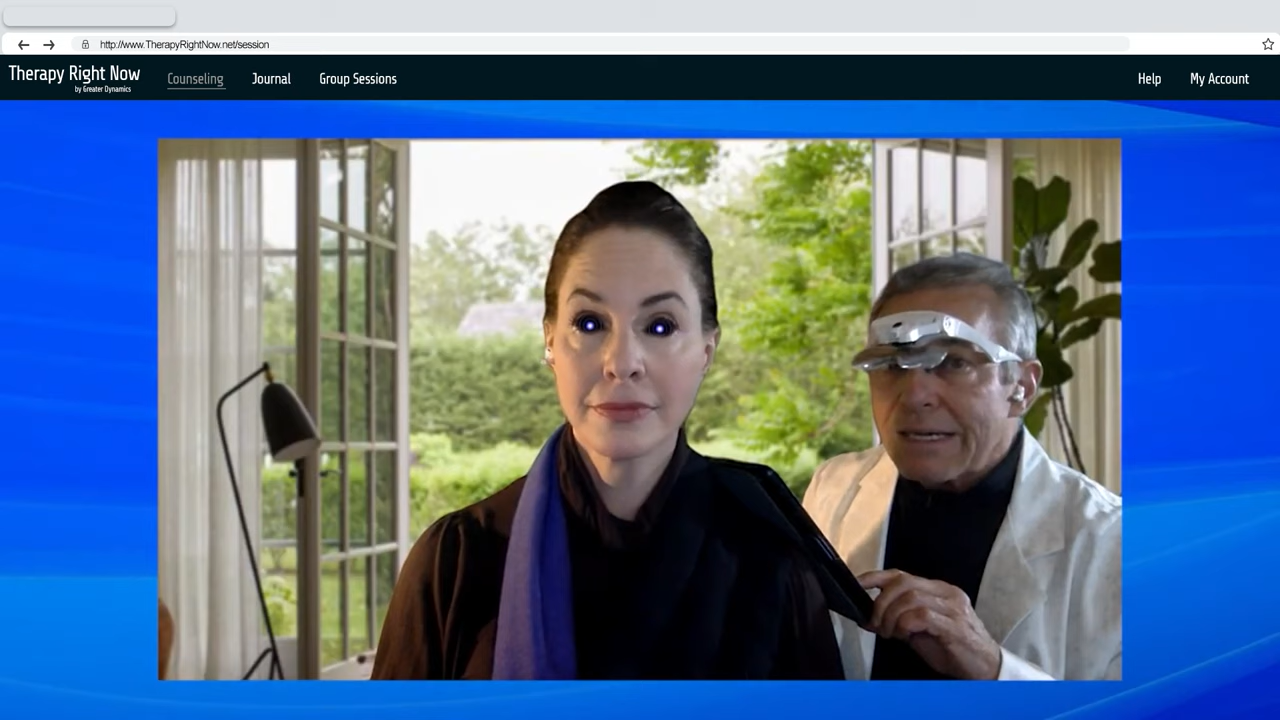 http://www.TherapyRightNow.net/session
Therapy Right Now
by Greater Dynamics
Counseling
Journal
Group Sessions
Help
My Account